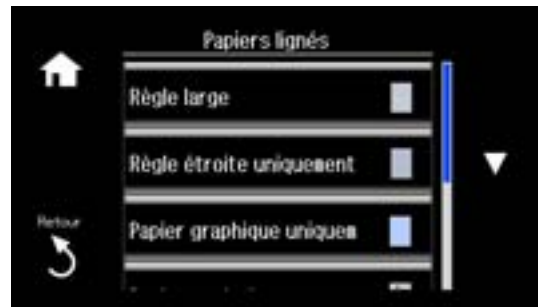 Papiers lignés
Règle large
Règle étroite uniquement
Retour
Papier graphique uniquem